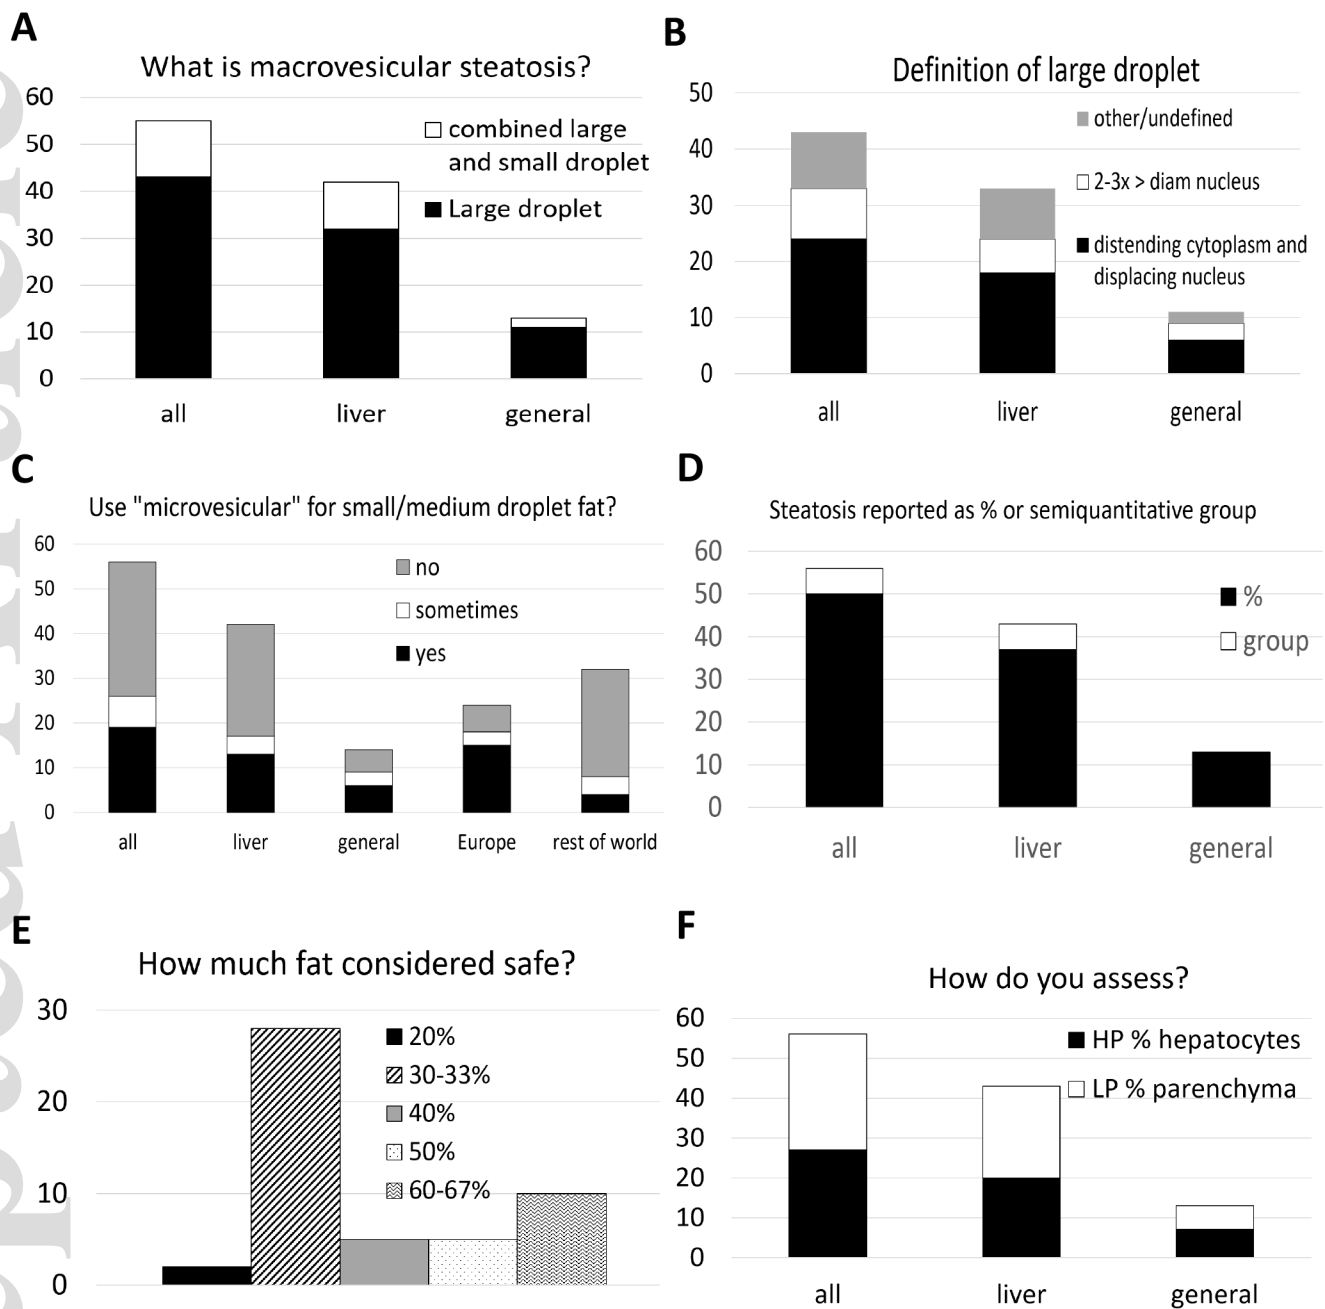 A
What is macrovesicular steatosis?
60
50
40
30
20
10
0
combined large
and small droplet
Large droplet
all
liver
general
B
Definition of large droplet
50
40
30
20
10
0
other/undefined
2-3x > diam nucleus
distending cytoplasm and
displacing nucleus
all
liver
general
C
Use "microvesicular" for small/medium droplet fat?
60
50
40
30
20
10
0
no
sometimes
yes
all
liver
general
Europe
rest of world
D
Steatosis reported as % or semiquantitative group
60
50
40
30
20
10
0
%
group
all
liver
general
E
How much fat considered safe?
30
20
10
0
20%
30-33%
40%
50%
60-67%
F
How do you assess?
60
50
40
30
20
10
0
HP % hepatocytes
LP % parenchyma
all
liver
general